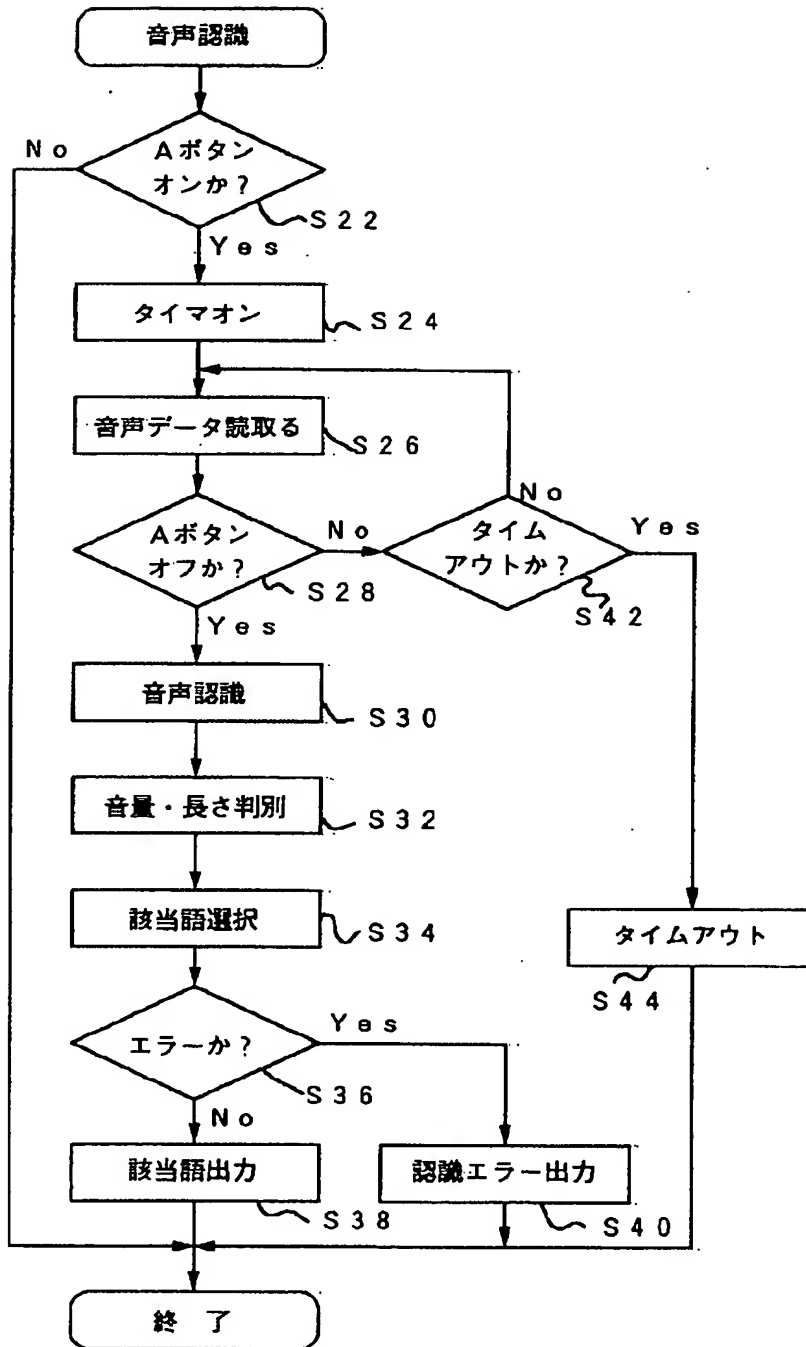 音声認識
Aボタン
オンか?
No
S22
Yes
タイマオン
S24
音声データ読取る
S26
Aボタン
オフか?
No
S28
Yes
タイム
アウトか?
No
Yes
S42
音声認識
S30
音量・長さ判別
S32
該当語選択
S34
タイムアウト
S44
エラーか?
Yes
S36
No
該当語出力
S38
認識エラー出力
S40
終 了